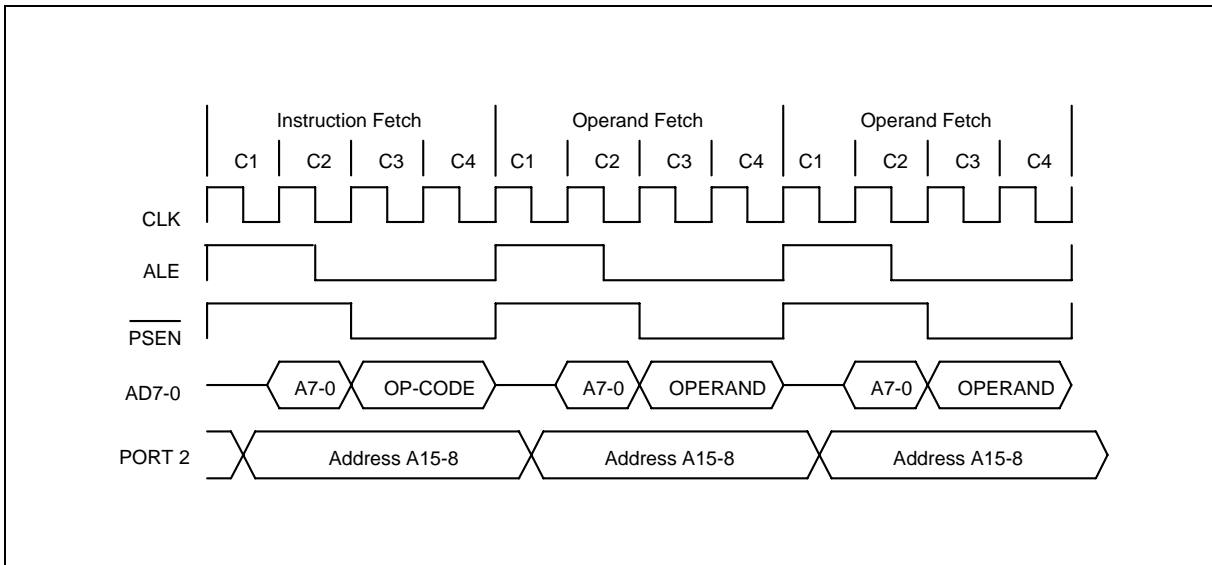 Instruction Fetch Operand Fetch Operand Fetch
C1 C2 C3 C4 C1 C2 C3 C4 C1 C2 C3 C4
CLK
ALE
PSEN
AD7-0 A7-0 OP-CODE A7-0 OPERAND A7-0 OPERAND
PORT 2 Address A15-8 Address A15-8 Address A15-8